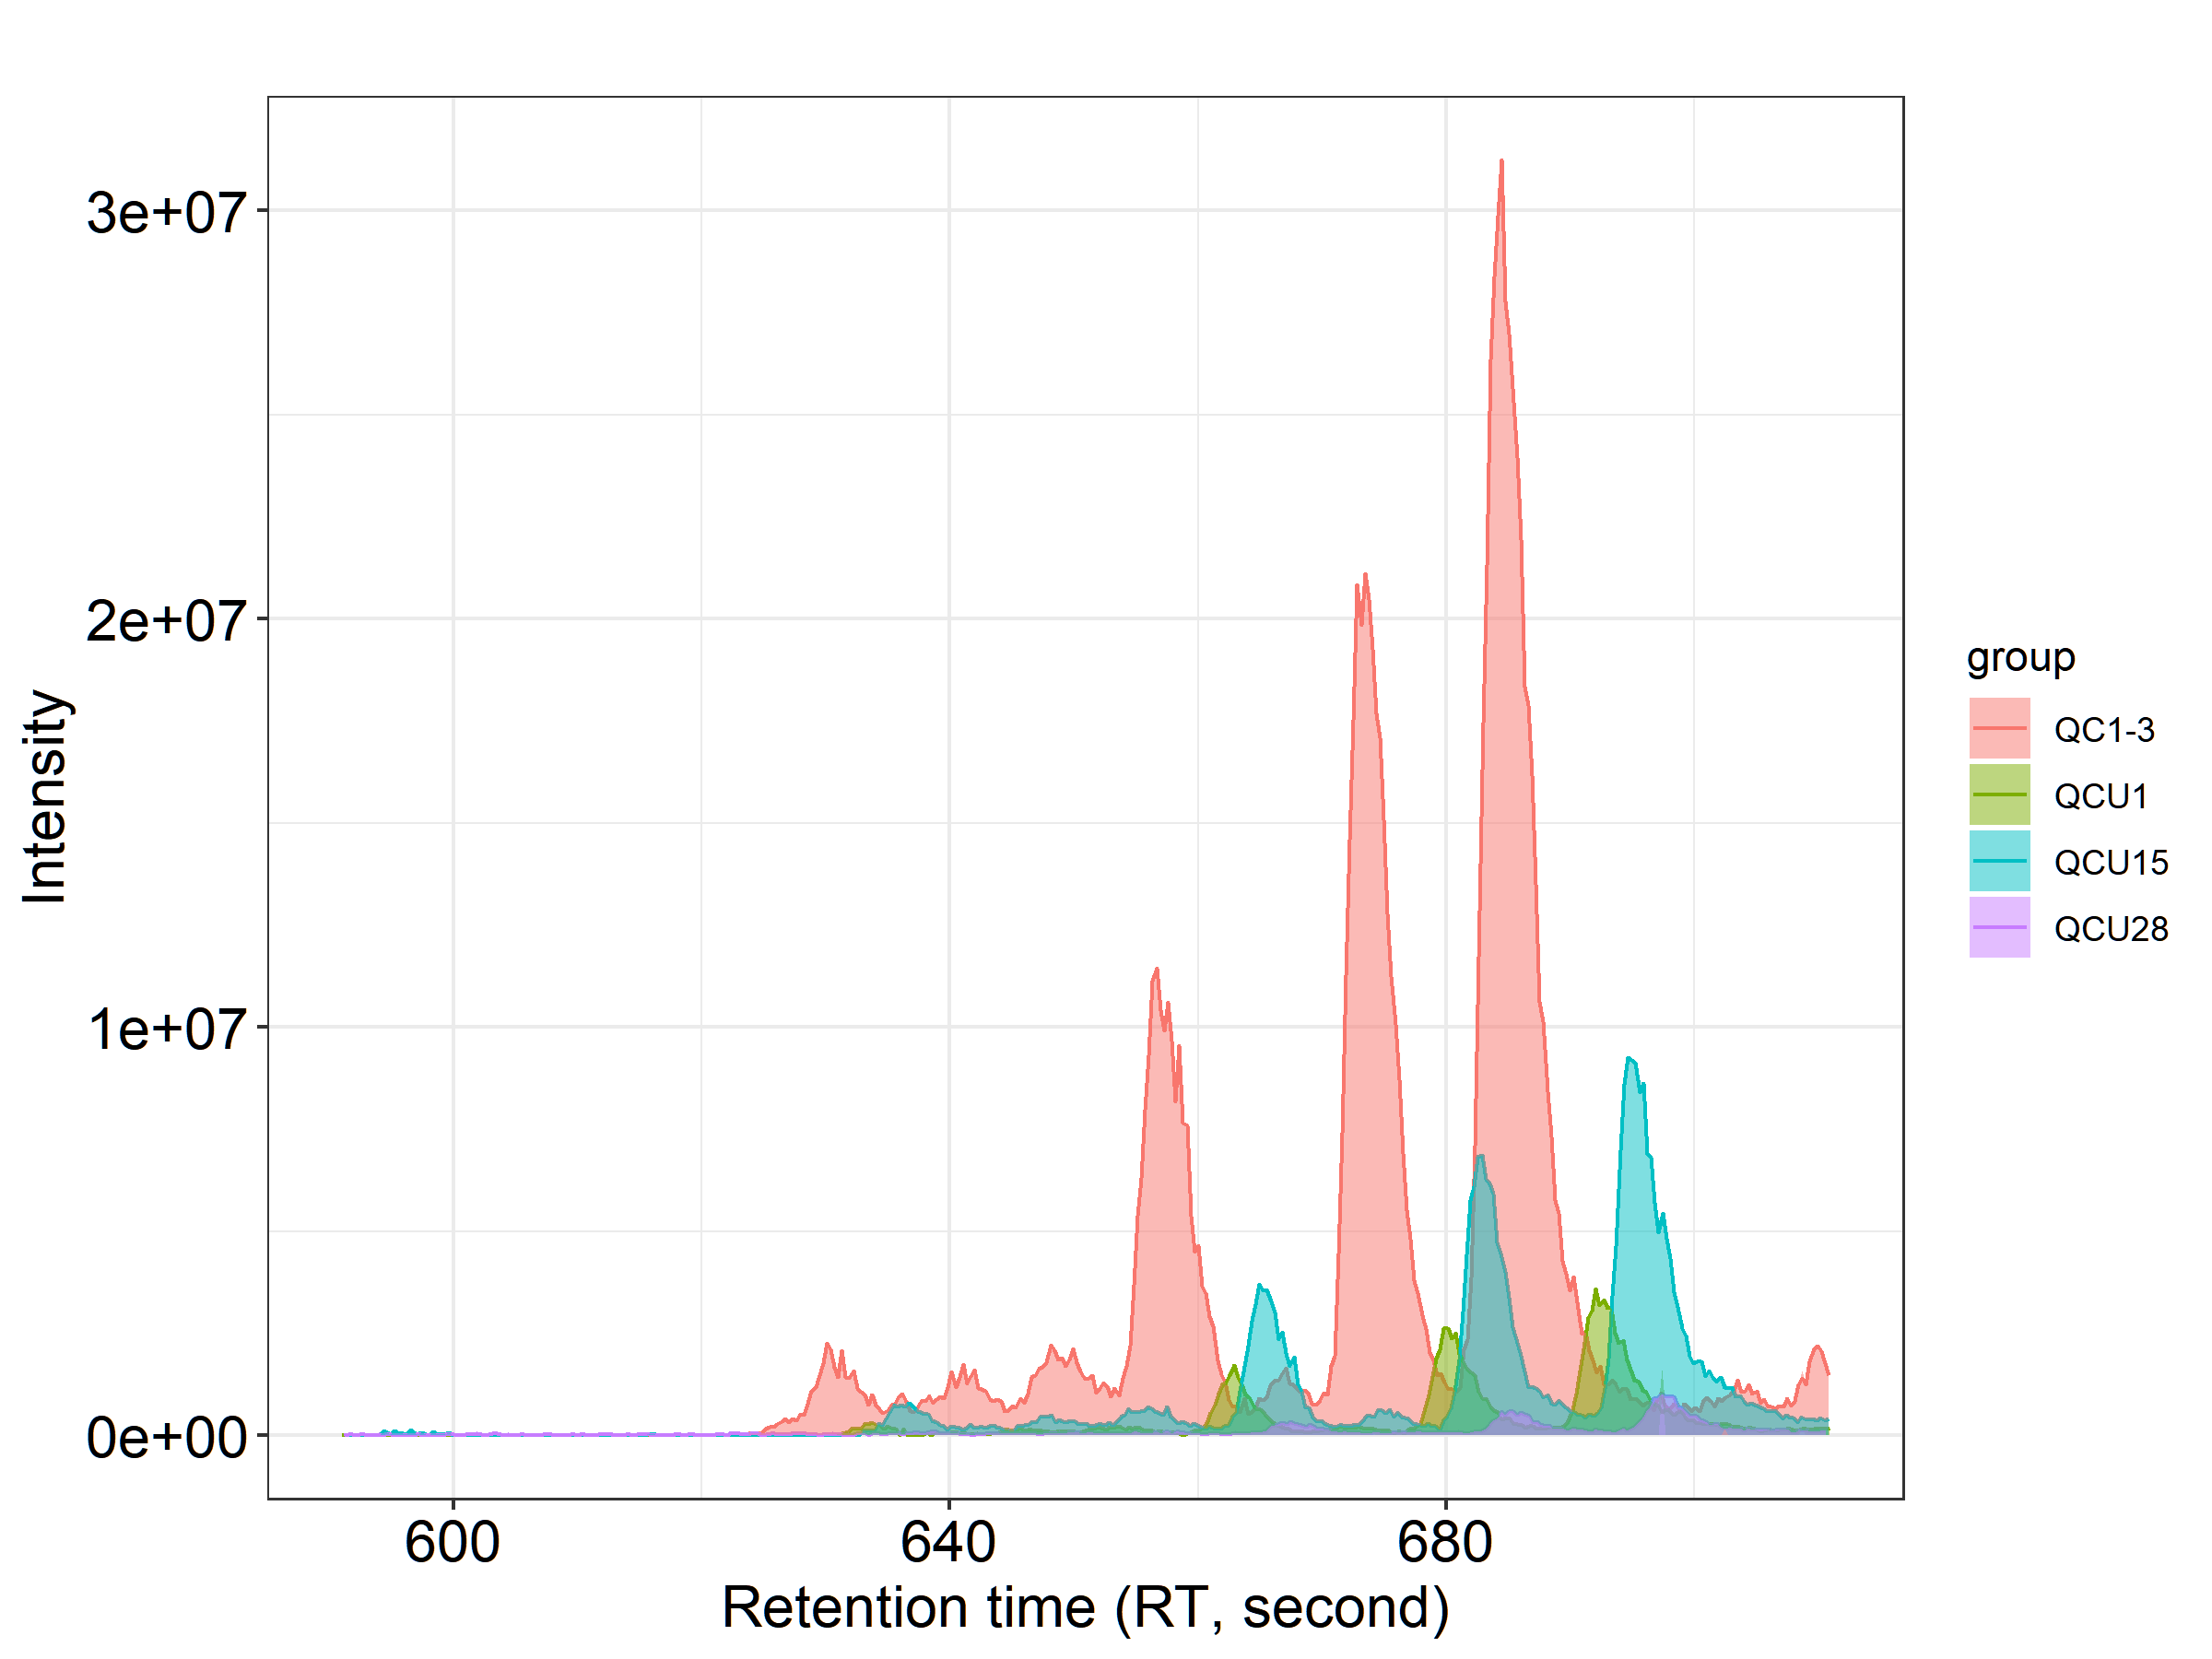 3e+07
2e+07
1e+07
0e+00
Intensity
600
640
680
Retention time (RT, second)
group
QC1-3
QCU1
QCU15
QCU28